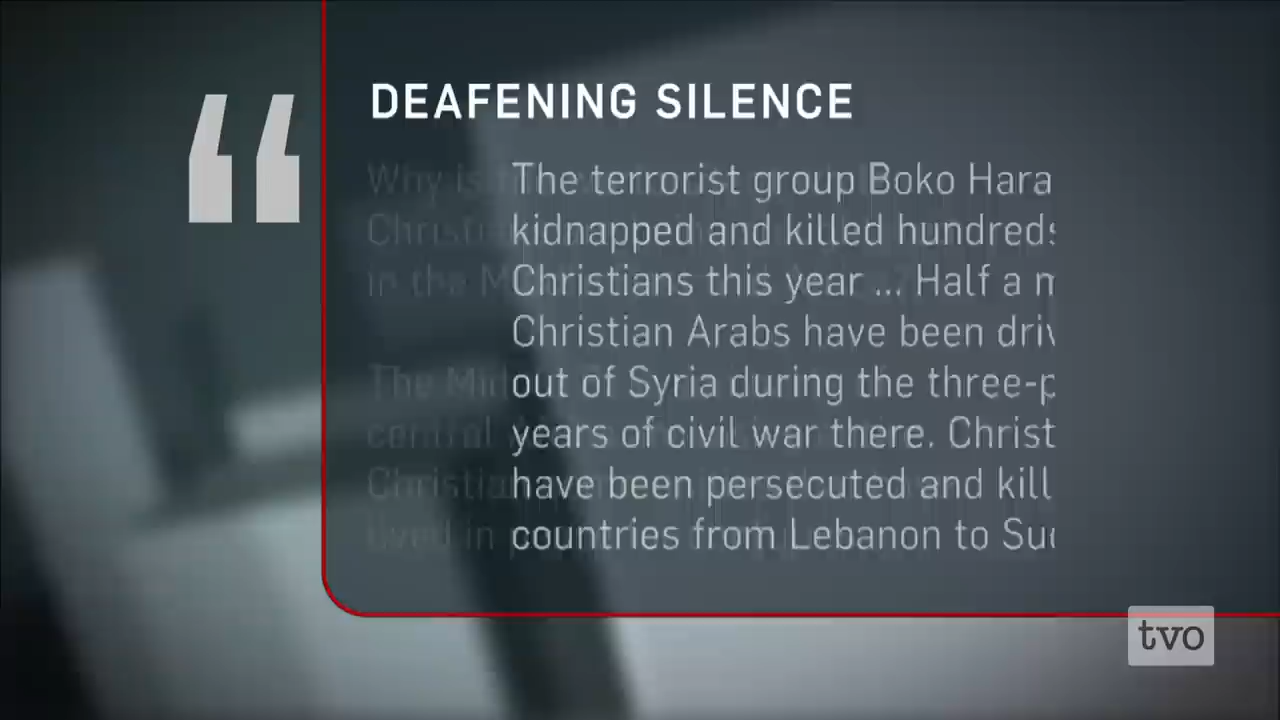 “
DEAFENING SILENCE
The terrorist group Boko Hara
kidnapped and killed hundreds
Christians this year ... Half a m
Christian Arabs have been driv
out of Syria during the three-p
years of civil war there. Christ
have been persecuted and kill
countries from Lebanon to Su
tvo